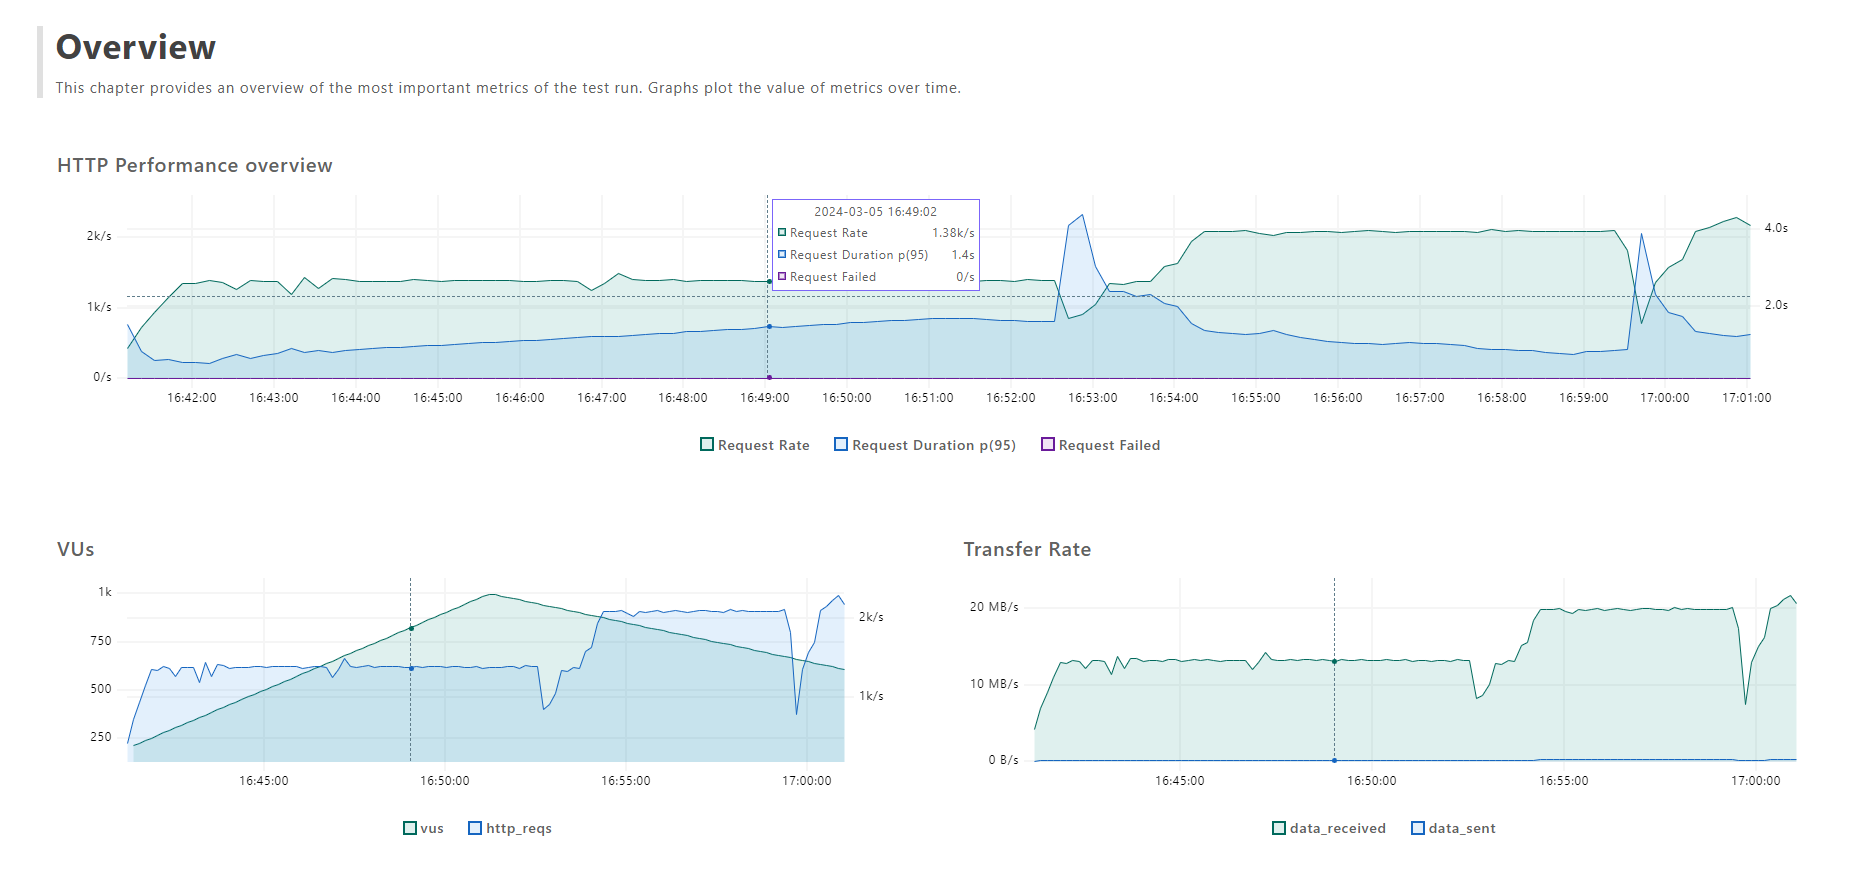 Overview
This chapter provides an overview of the most important metrics of the test run. Graphs plot the value of metrics over time.
HTTP Performance overview
2024-03-05 16:49:02
Request Rate 1.38k/s
Request Duration p(95) 1.4s
Request Failed 0/s
2k/s
1k/s
0/s
4.0s
2.0s
16:42:00 16:43:00 16:44:00 16:45:00 16:46:00 16:47:00 16:48:00 16:49:00 16:50:00 16:51:00 16:52:00 16:53:00 16:54:00 16:55:00 16:56:00 16:57:00 16:58:00 16:59:00 17:00:00 17:01:00
Request Rate Request Duration p(95) Request Failed
VUs
1k
750
500
250
2k/s
1k/s
16:45:00 16:50:00 16:55:00 17:00:00
vus http_reqs
Transfer Rate
20 MB/s
10 MB/s
0 B/s
16:45:00 16:50:00 16:55:00 17:00:00
data_received data_sent